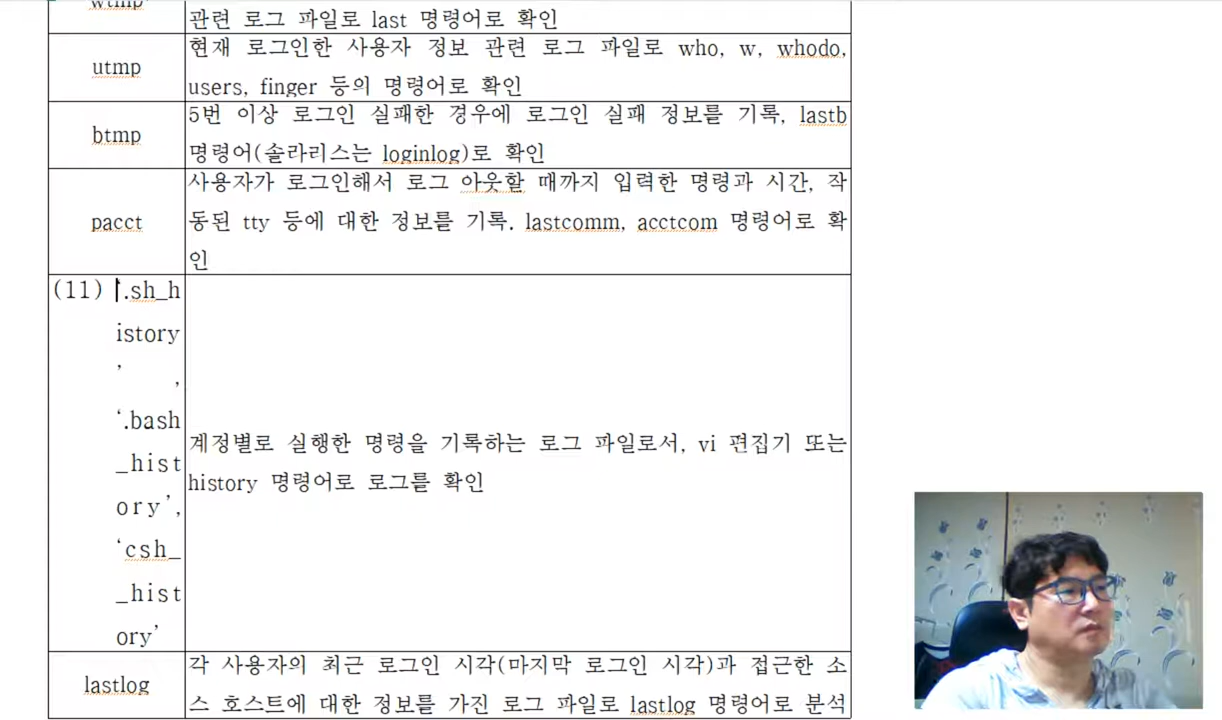 wtmp'
관련 로그 파일로 last 명령어로 확인
utmp
현재 로그인한 사용자 정보 관련 로그 파일로 who, w, whodo,
users, finger 등의 명령어로 확인
btmp
5번 이상 로그인 실패한 경우에 로그인 실패 정보를 기록, lastb
명령어(솔라리스는 loginlog)로 확인
pacct
사용자가 로그인해서 로그 아웃할 때까지 입력한 명령과 시간, 작
동된 tty 등에 대한 정보를 기록. lastcomm, acctcom 명령어로 확
인
(11) ‘.sh_h
istory
’ ,
‘.bash
_hist
ory’,
‘csh_
_hist
ory’
계정별로 실행한 명령을 기록하는 로그 파일로서, vi 편집기 또는
history 명령어로 로그를 확인
lastlog
각 사용자의 최근 로그인 시각(마지막 로그인 시각)과 접근한 소
스 호스트에 대한 정보를 가진 로그 파일로 lastlog 명령어로 분석